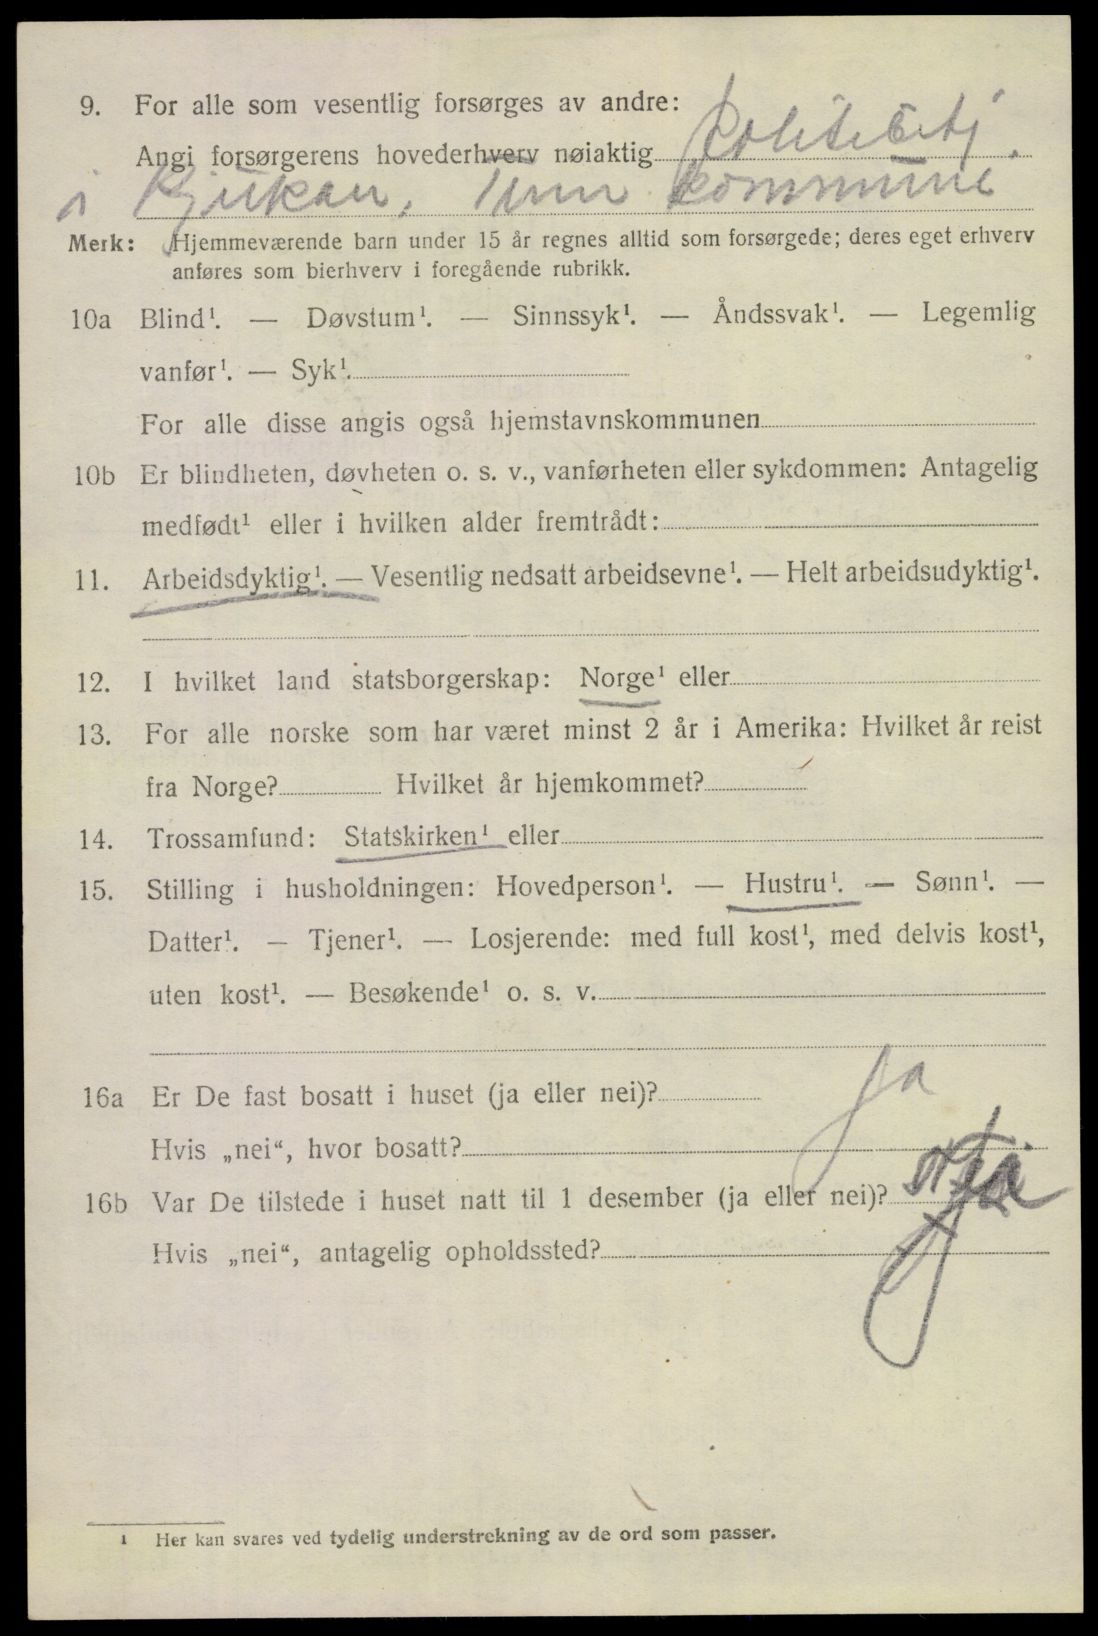 9. For alle som vesentlig forsørges av andre:
Angi forsørgerens hovederhverv nøiaktig Politibetj.
i Rjukan, Tinn kommune
Merk: Hjemmeværende barn under 15 år regnes alltid som forsørgede; deres eget erhverv
anføres som bierhverv i foregående rubrikk.
10a Blind¹. — Døvstum¹. — Sinnssyk¹. — Åndssvak¹. — Legemlig
vanfør¹. — Syk¹.
For alle disse angis også hjemstavnskommunen
10b Er blindheten, døvheten o. s. v., vanførheten eller sykdommen: Antagelig
medfødt¹ eller i hvilken alder fremtrådt:
11. Arbeidsdyktig¹. — Vesentlig nedsatt arbeidsevne¹. — Helt arbeidsudyktig¹.
12. I hvilket land statsborgerskap: Norge¹ eller
13. For alle norske som har været minst 2 år i Amerika: Hvilket år reist
fra Norge? Hvilket år hjemkommet?
14. Trossamfund: Statskirken¹ eller
15. Stilling i husholdningen: Hovedperson¹. — Hustru¹. — Sønn¹. —
Datter¹. — Tjener¹. — Losjerende: med full kost¹, med delvis kost¹,
uten kost¹. — Besøkende¹ o. s. v.
16a Er De fast bosatt i huset (ja eller nei)? Ja
Hvis „nei“, hvor bosatt?
16b Var De tilstede i huset natt til 1 desember (ja eller nei)? Ja
Hvis „nei“, antagelig opholdssted?
¹ Her kan svares ved tydelig understrekning av de ord som passer.